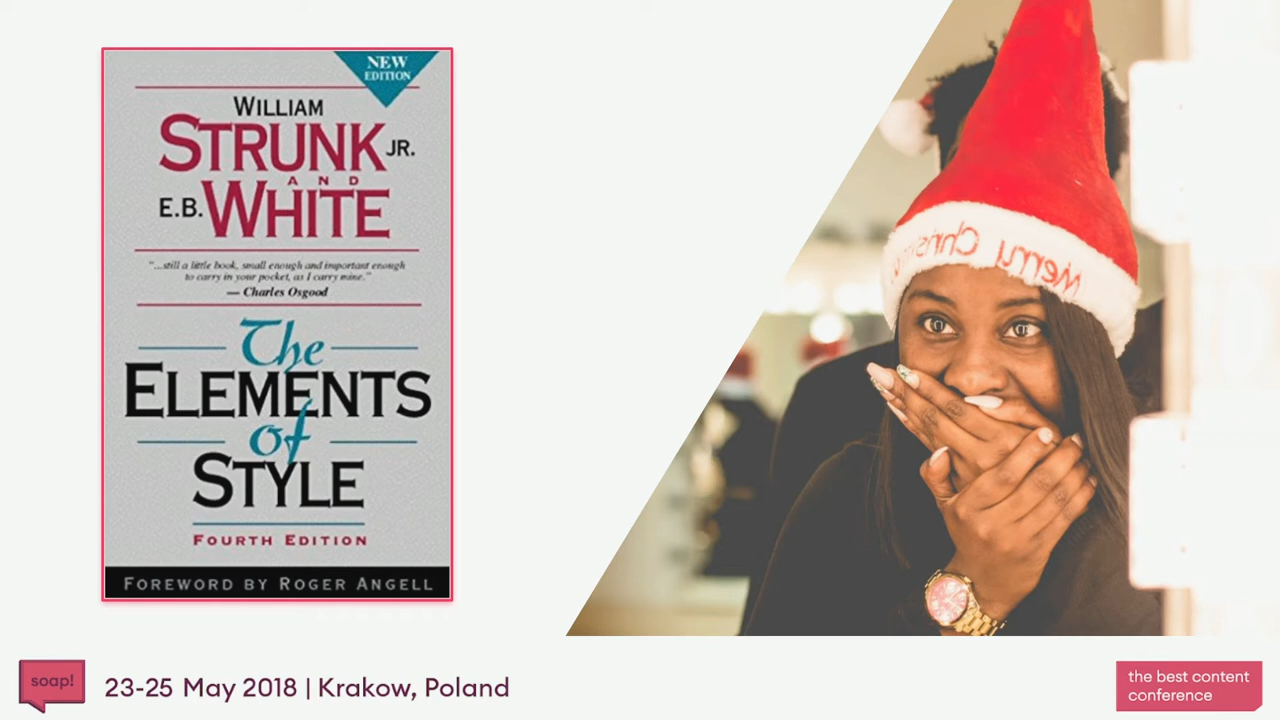 NEW
EDITION
WILLIAM
STRUNK JR.
AND
E.B. WHITE
"...still a little book, small enough and important enough
to carry in your pocket, as I carry mine."
— Charles Osgood
The
ELEMENTS
of
STYLE
FOURTH EDITION
FOREWORD BY ROGER ANGELL
Merry Christ
soap!
23-25 May 2018 | Krakow, Poland
the best content
conference